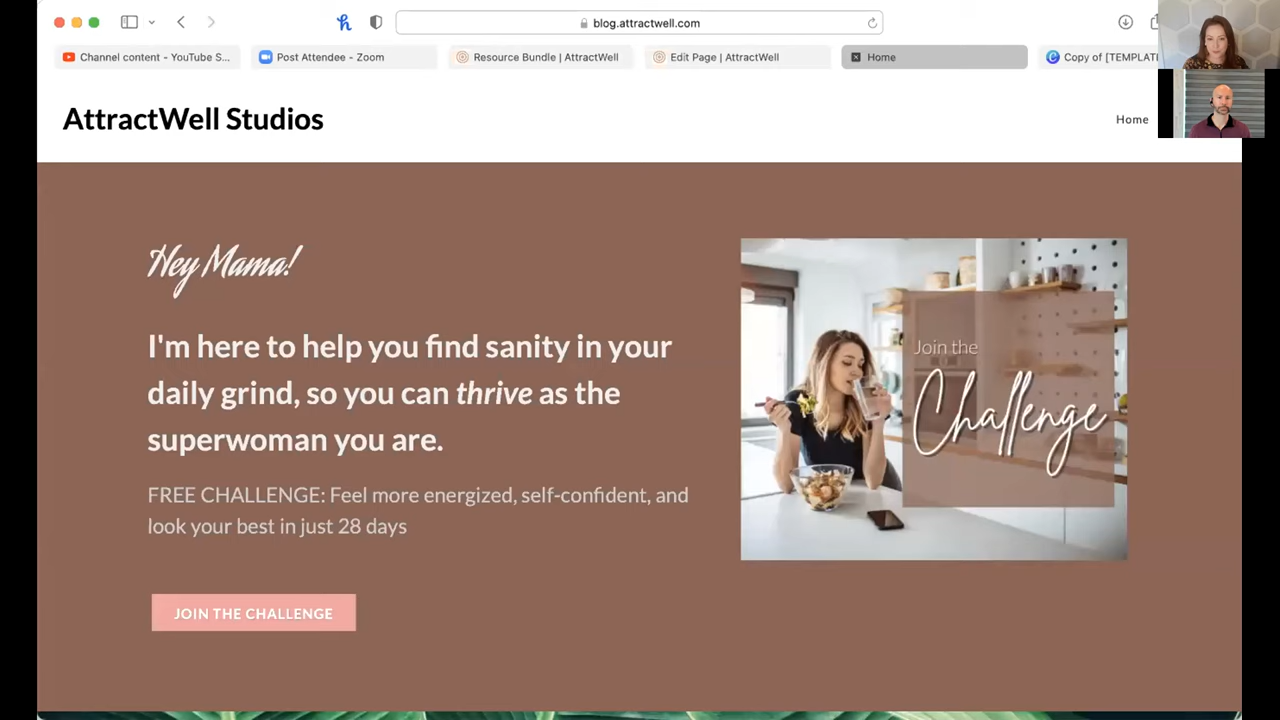 blog.attractwell.com
Channel content - YouTube S...
Post Attendee - Zoom
Resource Bundle | AttractWell
Edit Page | AttractWell
Home
Copy of [TEMPLAT
AttractWell Studios
Home
Hey Mama!
I'm here to help you find sanity in your
daily grind, so you can thrive as the
superwoman you are.
FREE CHALLENGE: Feel more energized, self-confident, and
look your best in just 28 days
JOIN THE CHALLENGE
Join the
Challenge